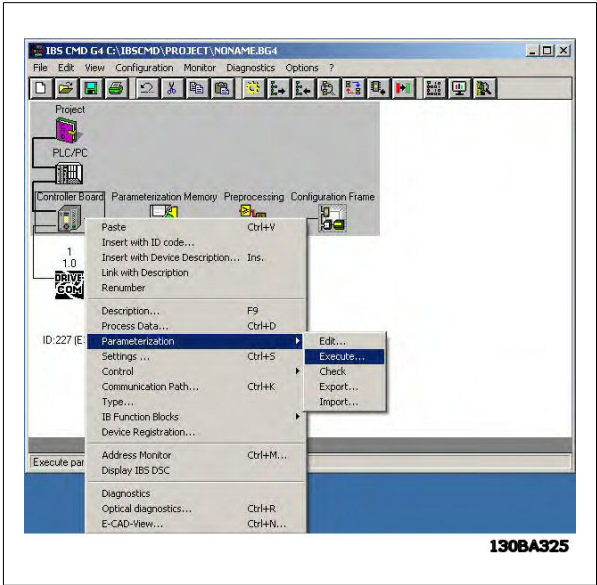 IBS CMD G4 C:\IBSCMD\PROJECT\NONAME.BG4
File Edit View Configuration Monitor Diagnostics Options ?
Project
PLC/PC
Controller Board Parameterization Memory Preprocessing Configuration Frame
1
1.0
DRIVE
COM
ID:227 (E:
Paste Ctrl+V
Insert with ID code...
Insert with Device Description... Ins.
Link with Description
Renumber
Description... F9
Process Data... Ctrl+D
Parameterization
Settings ... Ctrl+S
Control
Communication Path... Ctrl+K
Type...
IB Function Blocks
Device Registration...
Address Monitor Ctrl+M...
Display IBS DSC
Diagnostics
Optical diagnostics... Ctrl+R
E-CAD-View... Ctrl+N...
Edit...
Execute...
Check
Export...
Import...
Execute par
130BA325